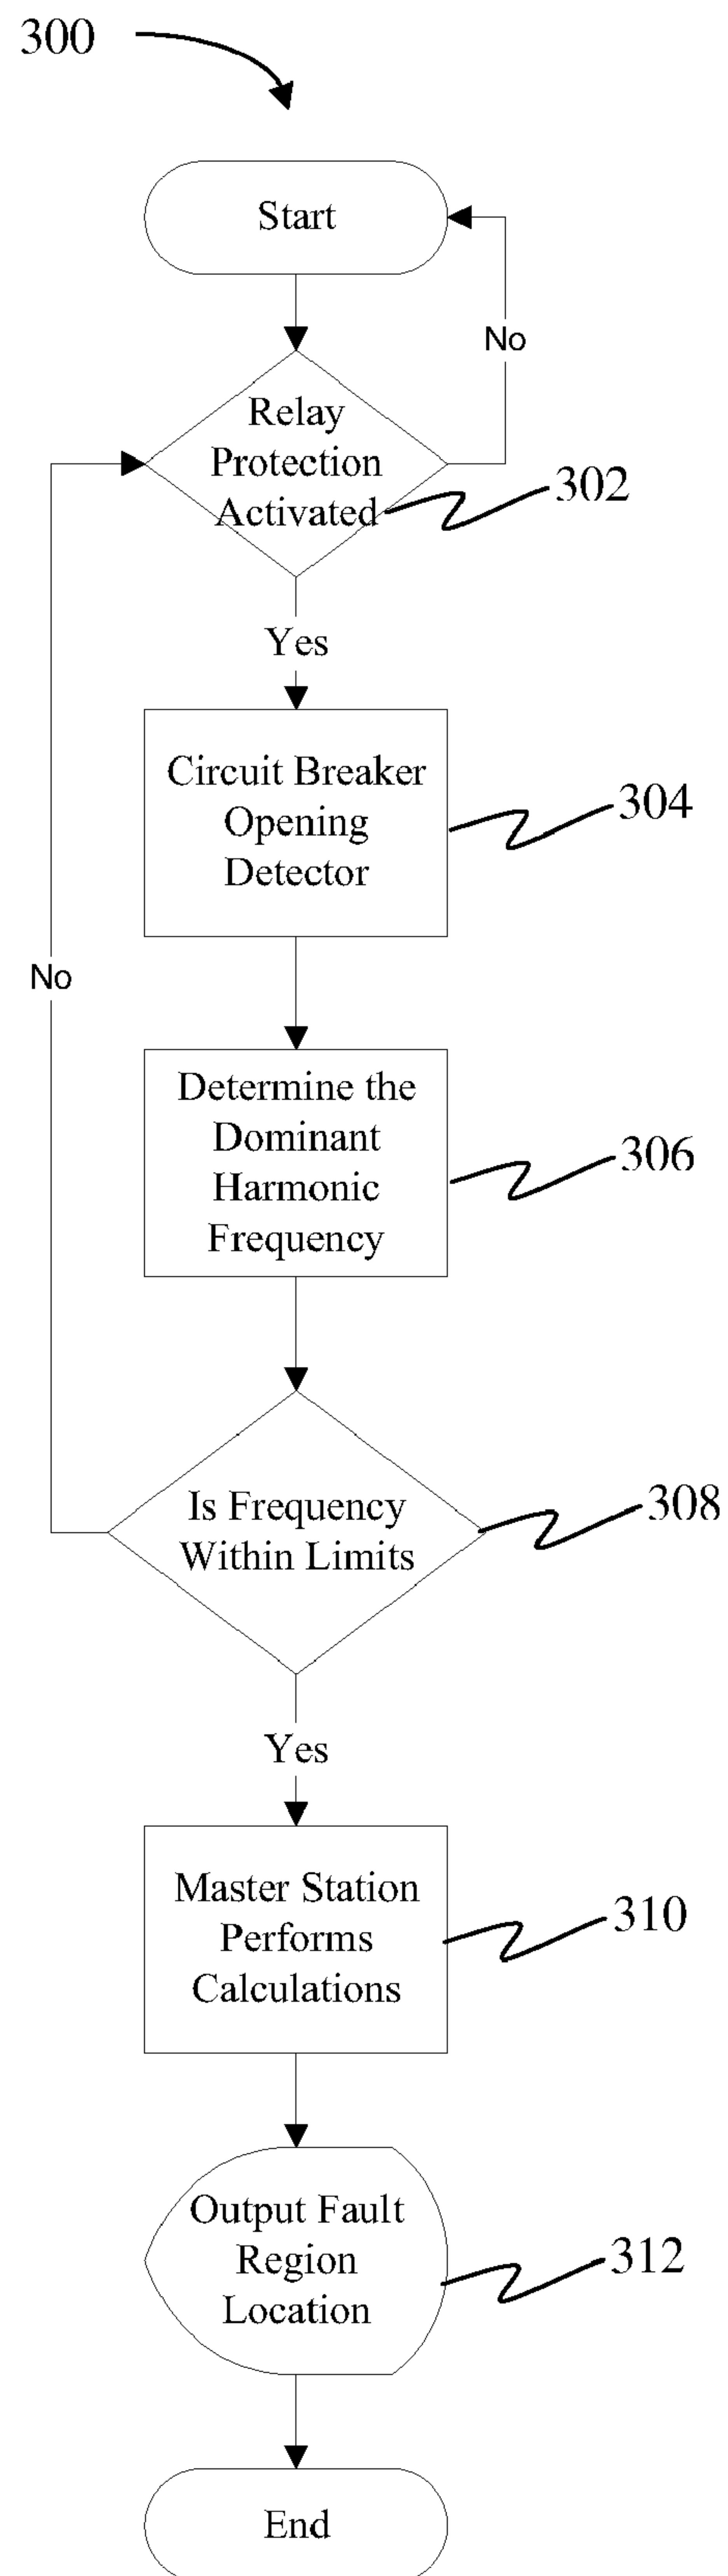 300
Start
No
Relay
Protection
Activated
302
Yes
Circuit Breaker
Opening
Detector
304
No
Determine the
Dominant
Harmonic
Frequency
306
Is Frequency
Within Limits
308
Yes
Master Station
Performs
Calculations
310
Output Fault
Region
Location
312
End